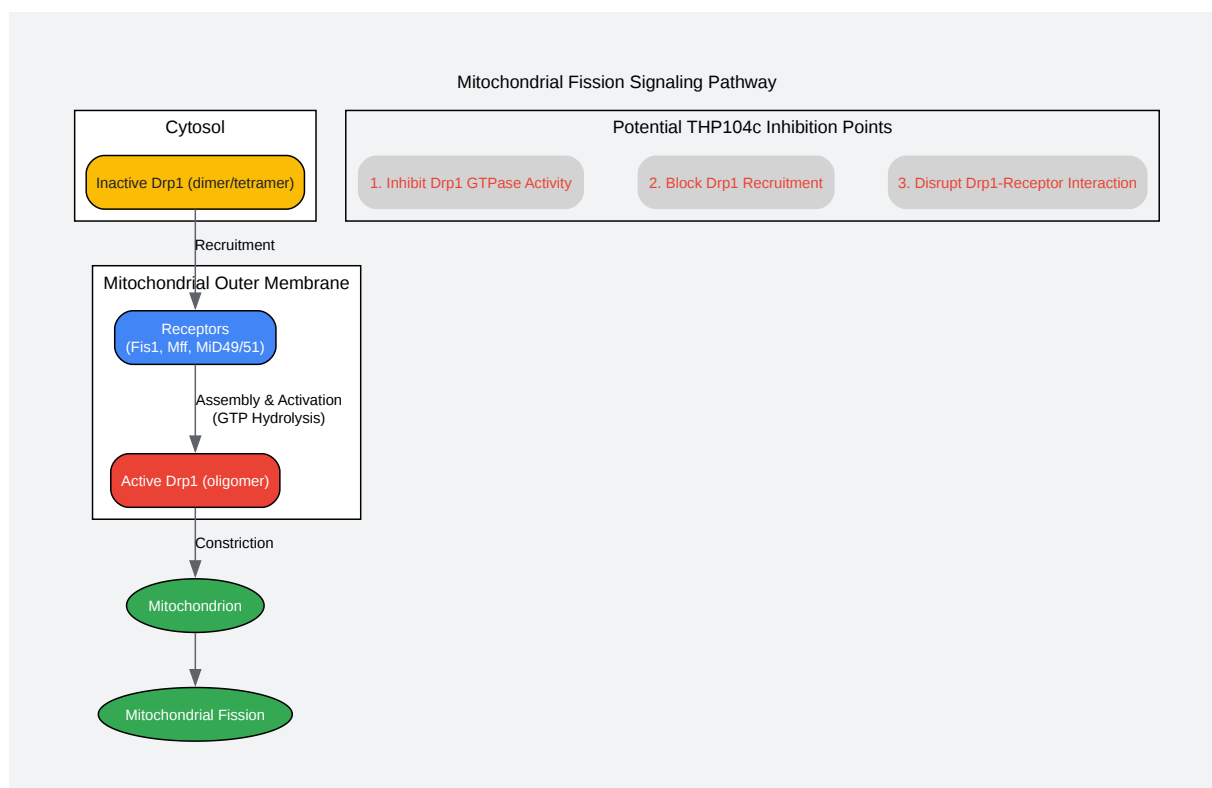 Mitochondrial Fission Signaling Pathway
Cytosol
Inactive Drp1 (dimer/tetramer)
Potential THP104c Inhibition Points
1. Inhibit Drp1 GTPase Activity
2. Block Drp1 Recruitment
3. Disrupt Drp1-Receptor Interaction
Recruitment
Mitochondrial Outer Membrane
Receptors
(Fis1, Mff, MiD49/51)
Assembly & Activation
(GTP Hydrolysis)
Active Drp1 (oligomer)
Constriction
Mitochondrion
Mitochondrial Fission